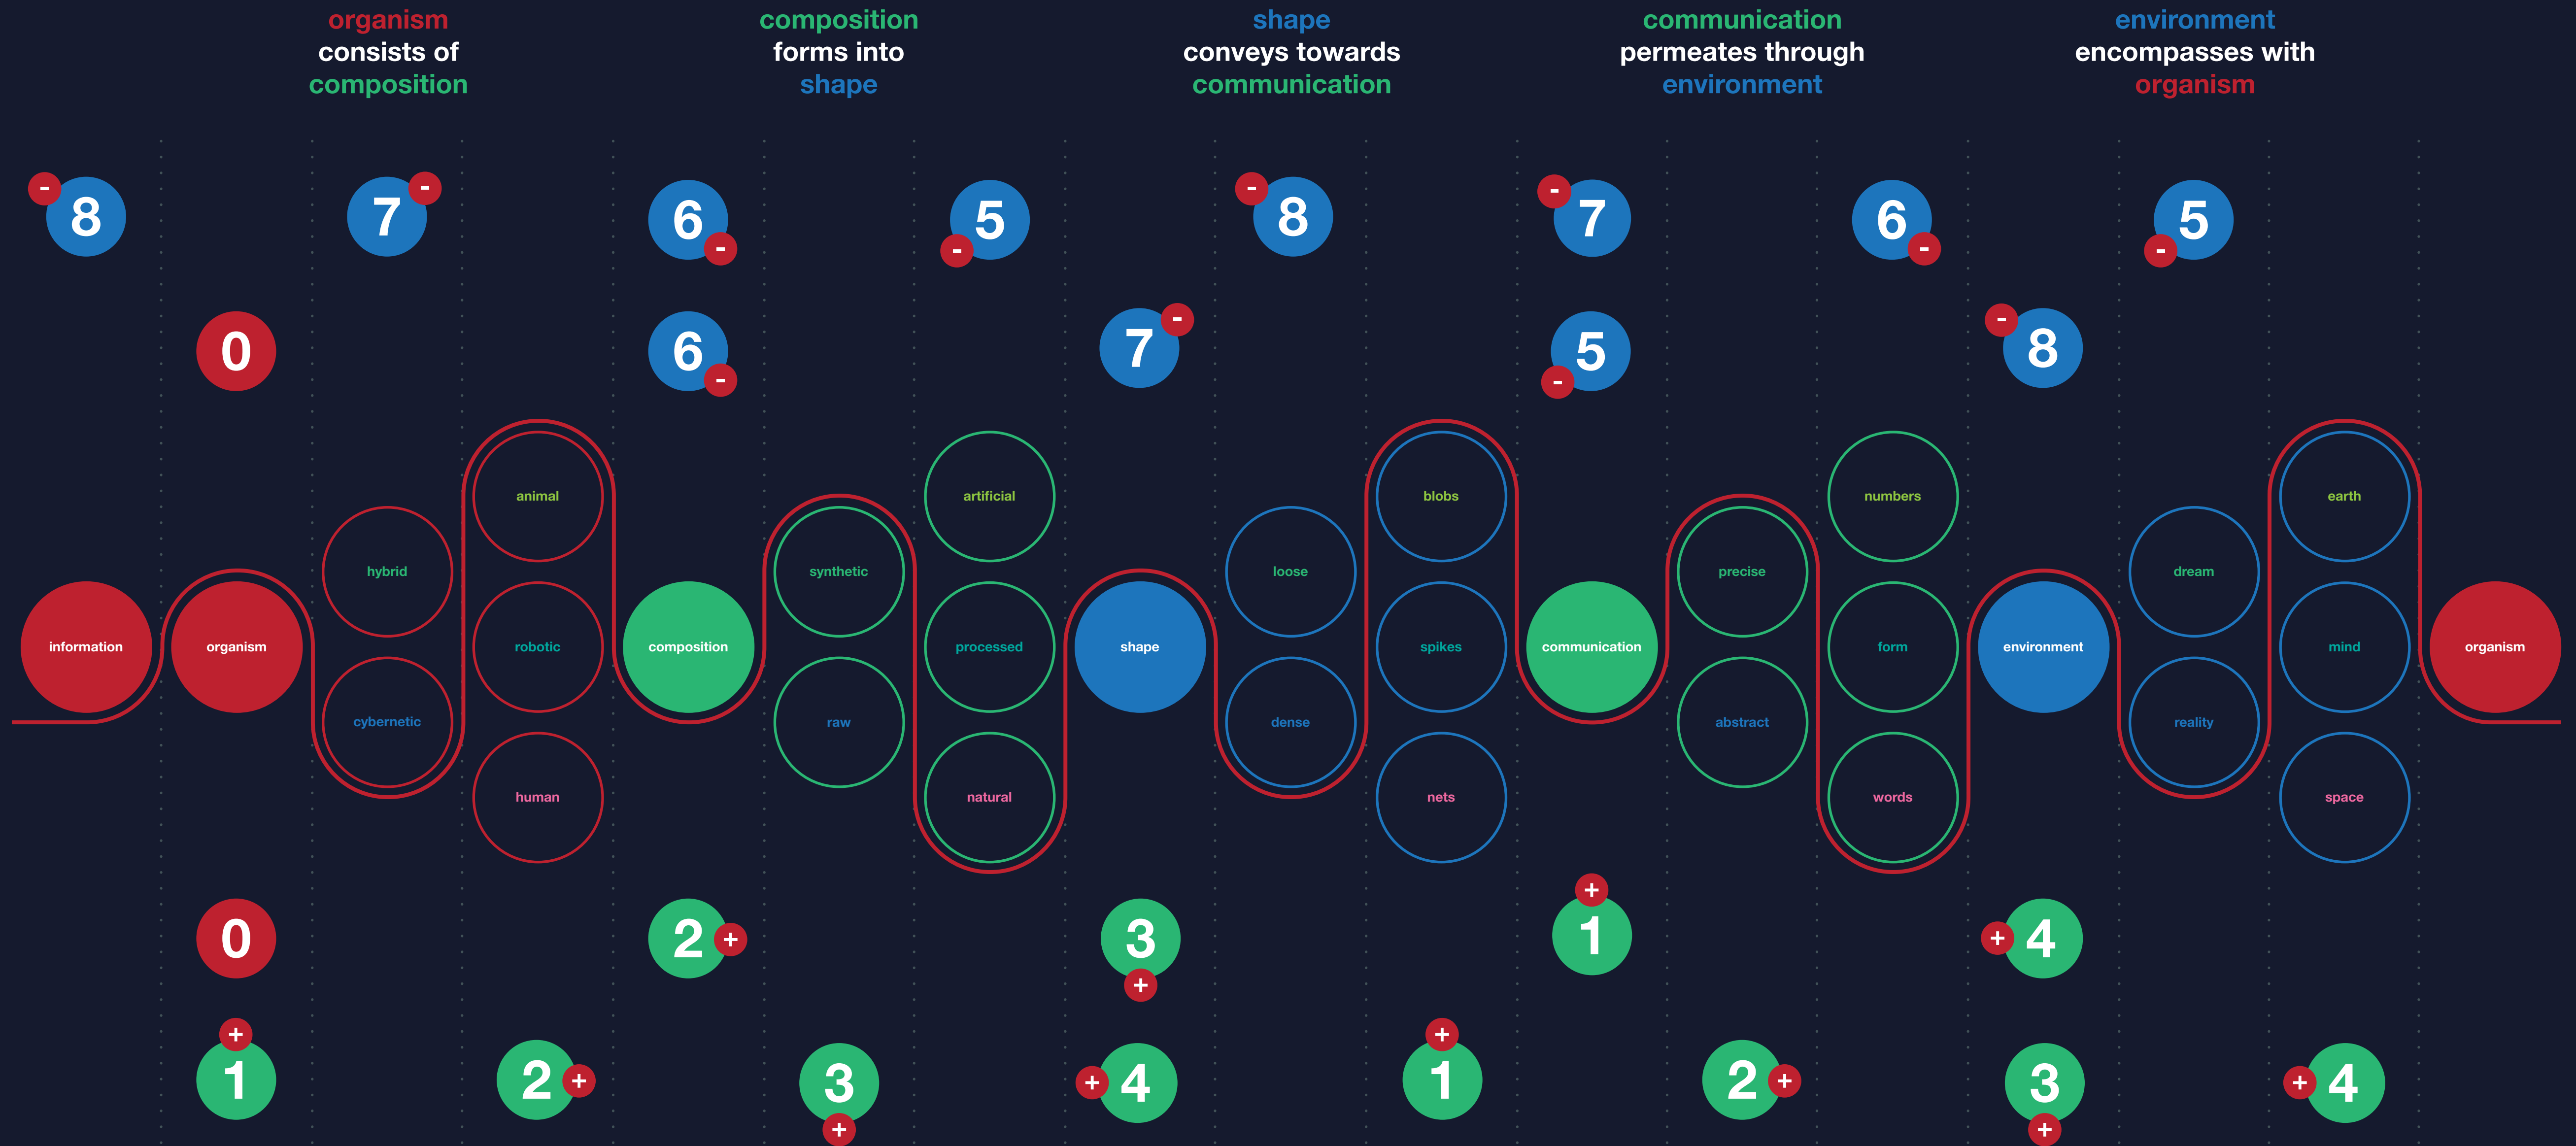 organism
consists of
composition
composition
forms into
shape
shape
conveys towards
communication
communication
permeates through
environment
environment
encompasses with
organism
- 8
7 -
6 -
- 5
- 8
- 7
6 -
- 5
0
6 -
7 -
- 5
- 8
animal
artificial
blobs
numbers
earth
hybrid
synthetic
loose
precise
dream
information
organism
robotic
composition
processed
shape
spikes
communication
form
environment
mind
organism
cybernetic
raw
dense
abstract
reality
human
natural
nets
words
space
0
2 +
3 +
1 +
+ 4
1 +
2 +
3 +
+ 4
1 +
2 +
3 +
+ 4